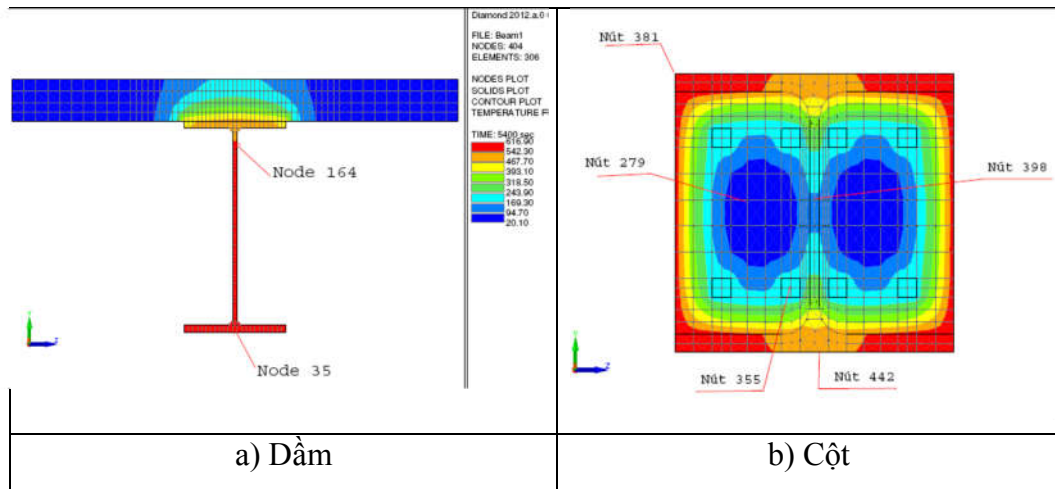 Diamond 2012.a.0
FILE: Beam1
NODES: 404
ELEMENTS: 306
NODES PLOT
SOLIDS PLOT
CONTOUR PLOT
TEMPERATURE
TIME: 5400 sec
616.90
542.30
467.70
393.10
318.50
243.90
169.30
94.70
20.10
Node 164
Node 35
Y
Z
Nút 381
Nút 279
Nút 398
Nút 355
Nút 442
Y
Z
a) Dầm
b) Cột